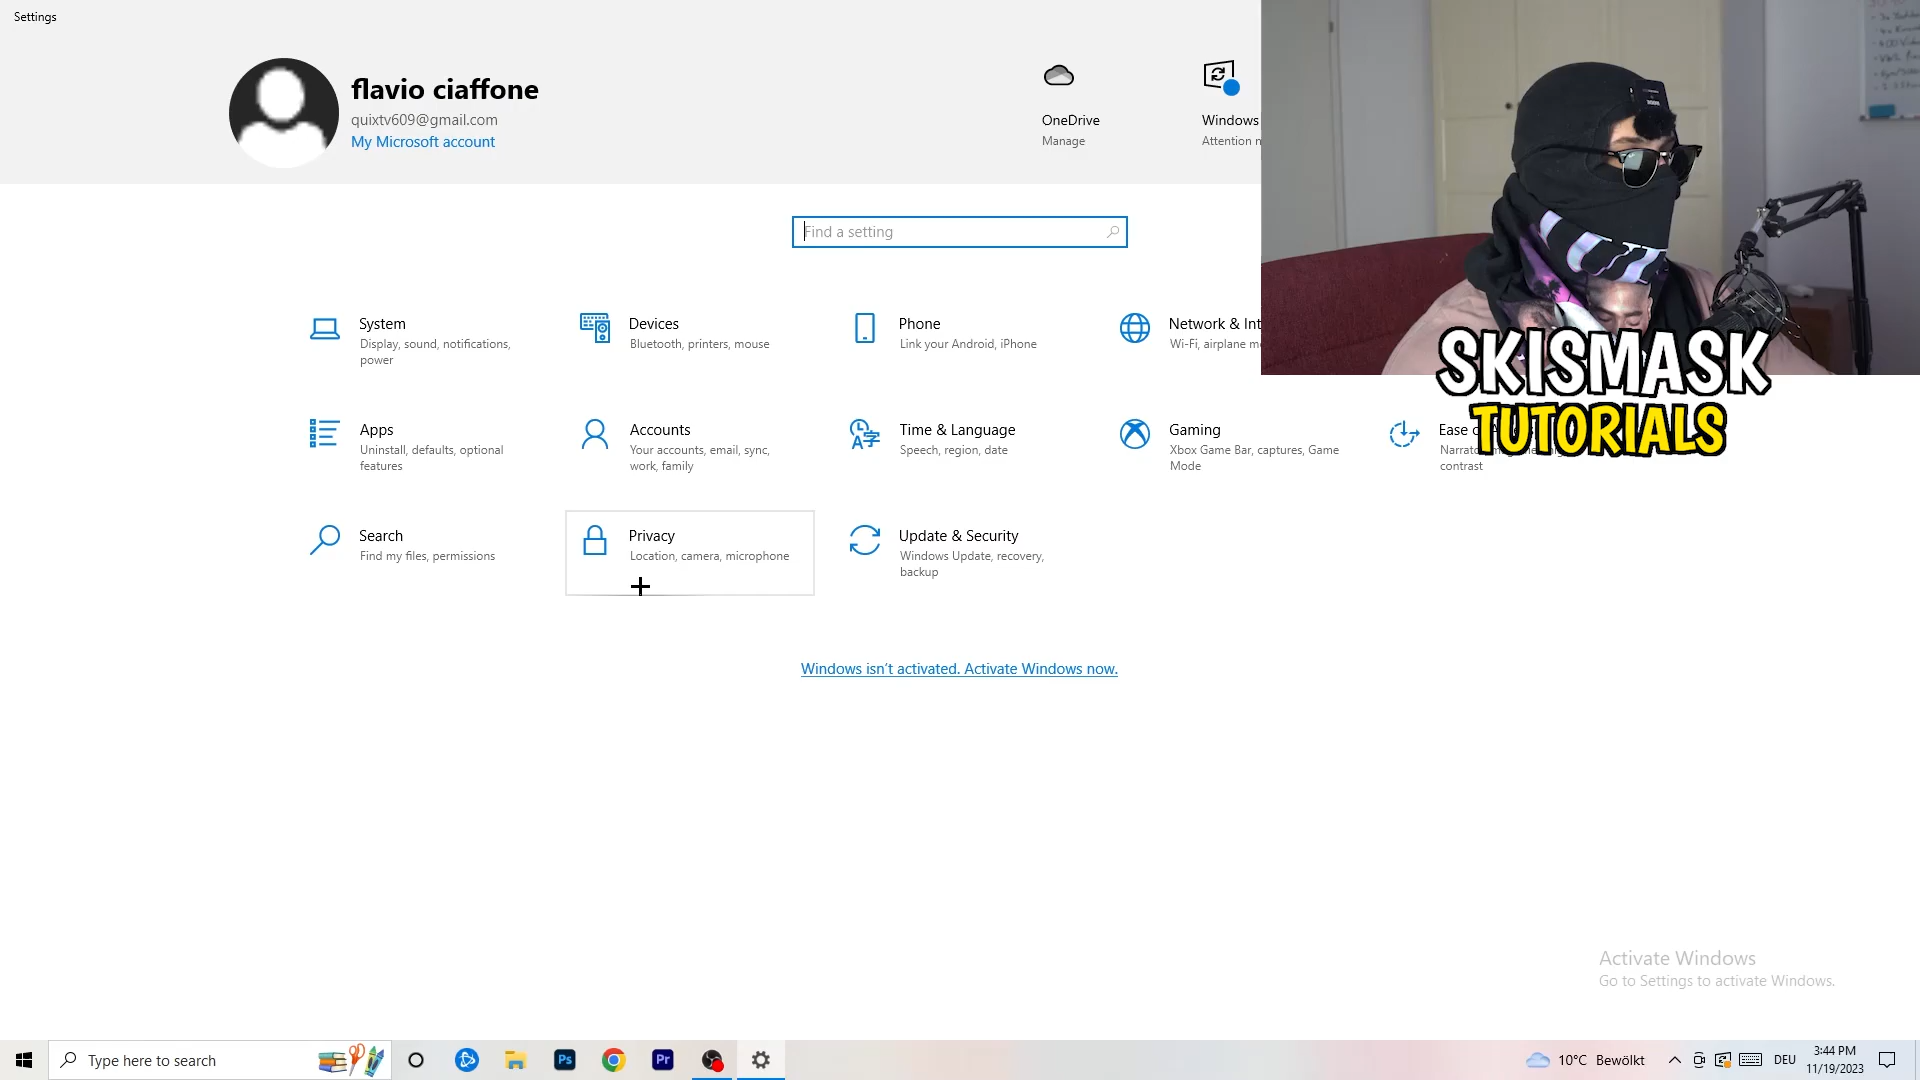 Settings
flavio ciaffone
quixtv609@gmail.com
My Microsoft account
OneDrive
Manage
Windows
Attention
Find a setting
System
Display, sound, notifications,
power
Devices
Bluetooth, printers, mouse
Phone
Link your Android, iPhone
Network & Int
Wi-Fi, airplane
SKISMASK
TUTORIALS
Apps
Uninstall, defaults, optional
features
Accounts
Your accounts, email, sync,
work, family
Time & Language
Speech, region, date
Gaming
Xbox Game Bar, captures, Game
Mode
Ease
contrast
Search
Find my files, permissions
Privacy
Location, camera, microphone
Update & Security
Windows Update, recovery,
backup
Windows isn't activated. Activate Windows now.
Activate Windows
Go to Settings to activate Windows.
Type here to search
Ps
Pr
10°C Bewölkt
DEU
3:44 PM
11/19/2023